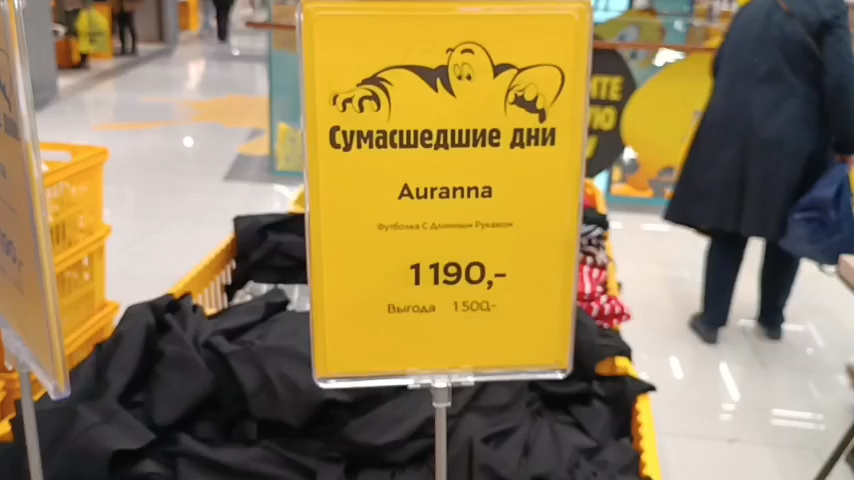 Сумасшедшие дни
Auranna
Футболка С Длинным Рукавом
1190,-
Выгода 1500,-